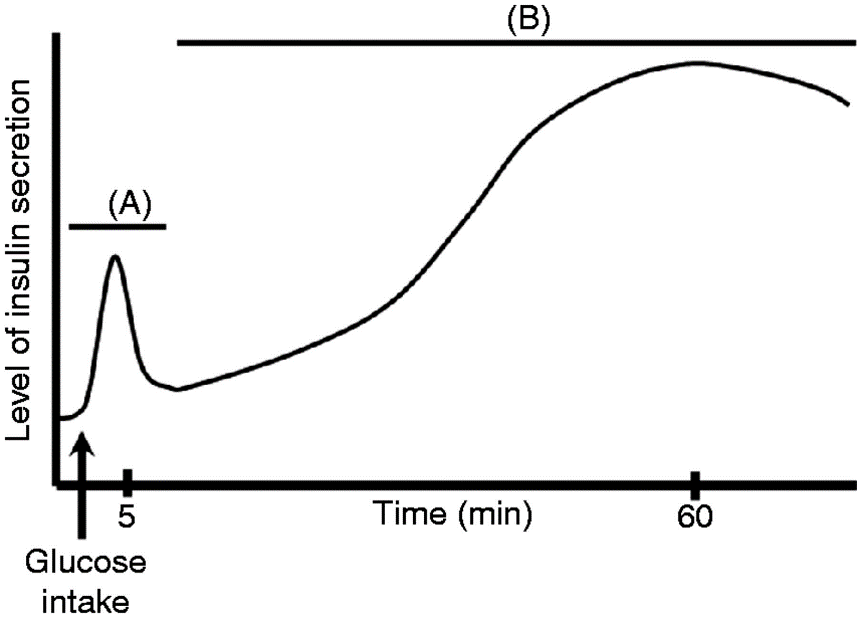 (B)
(A)
Level of insulin secretion
5
Time (min)
60
Glucose
intake